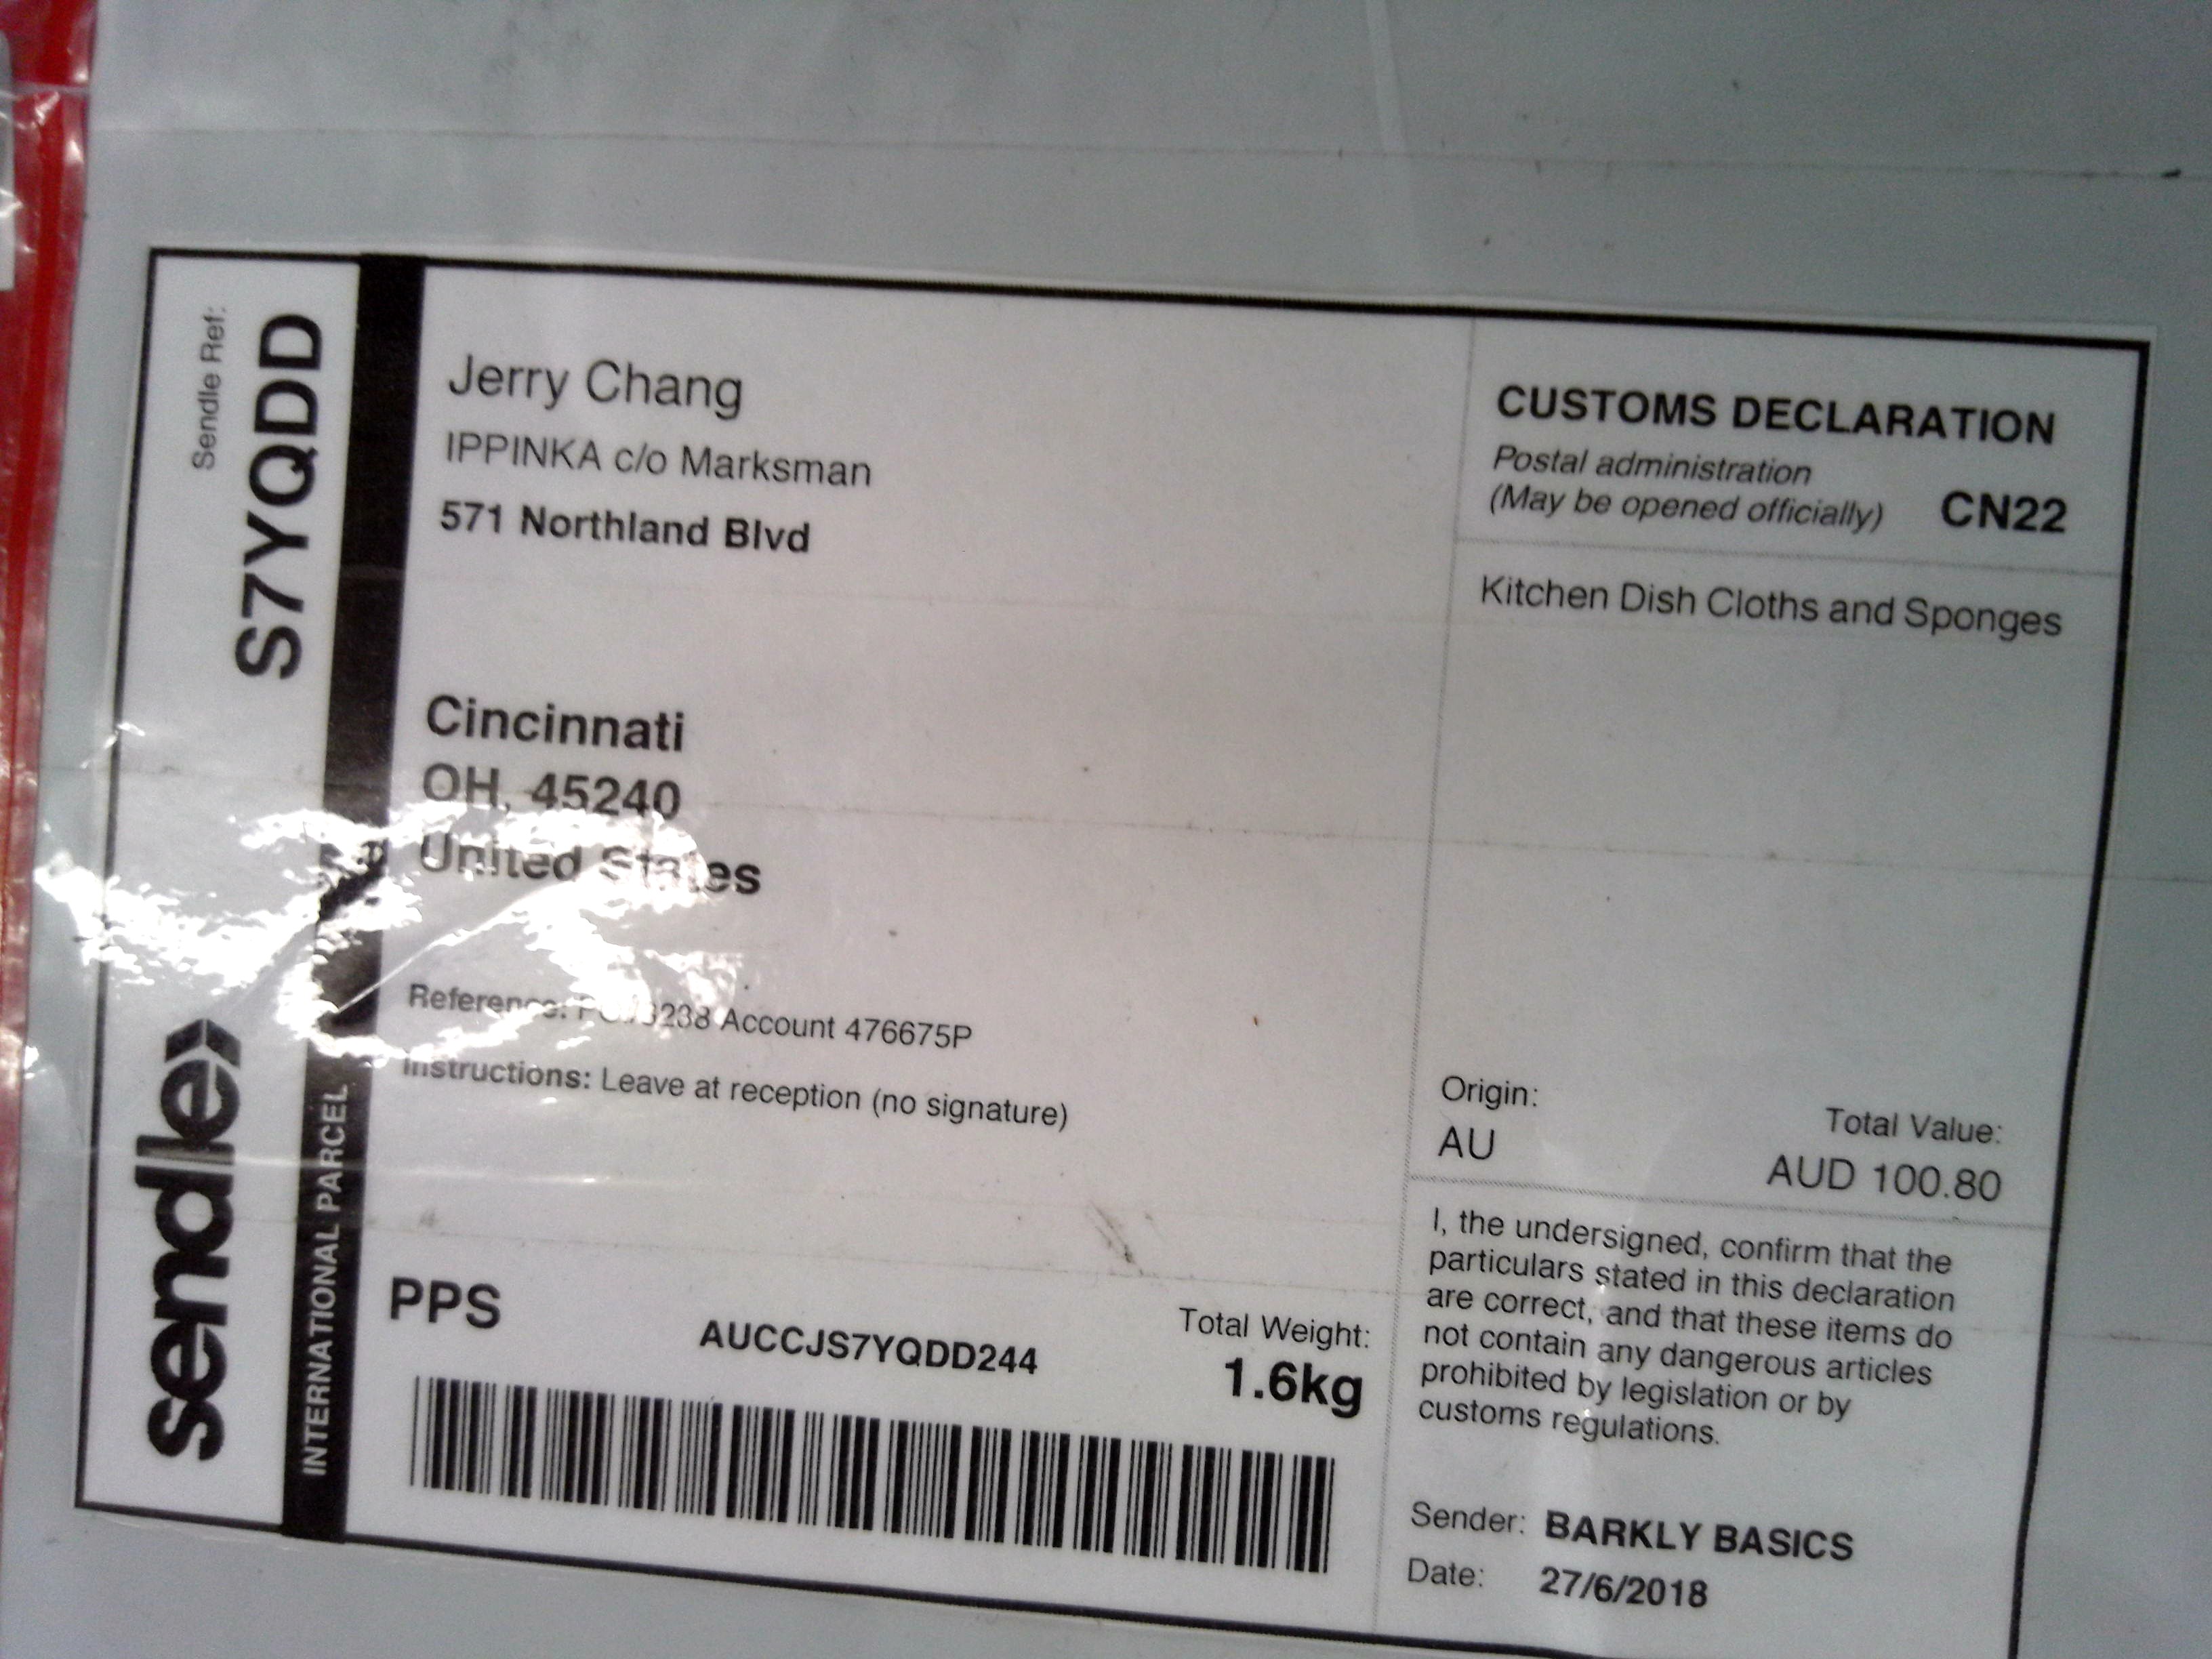 Sendle Ref:
S7YQDD
sendle
INTERNATIONAL PARCEL
Jerry Chang
IPPINKA c/o Marksman
571 Northland Blvd
Cincinnati
OH, 45240
United States
Reference: Account 476675P
Instructions: Leave at reception (no signature)
PPS
AUCCJS7YQDD244
Total Weight:
1.6kg
CUSTOMS DECLARATION
Postal administration
(May be opened officially) CN22
Kitchen Dish Cloths and Sponges
Origin:
AU
Total Value:
AUD 100.80
I, the undersigned, confirm that the
particulars stated in this declaration
are correct, and that these items do
not contain any dangerous articles
prohibited by legislation or by
customs regulations.
Sender: BARKLY BASICS
Date: 27/6/2018